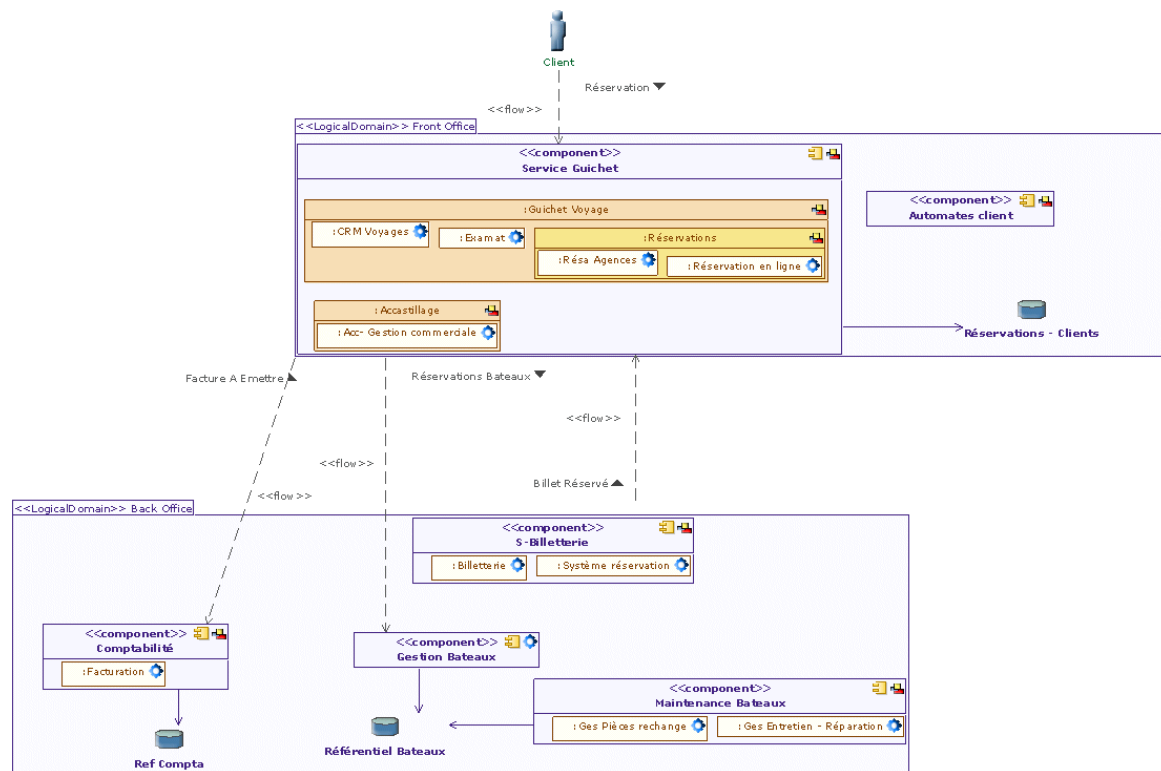 Client
Réservation
<<flow>>
<<LogicalDomain>> Front Office
<<component>>
Service Guichet
<<component>>
Automates client
:Guichet Voyage
:CRM Voyages
:Examat
:Réservations
:Résa Agences
:Réservation en ligne
:Accastillage
:Acc- Gestion commerciale
Réservations - Clients
Facture A Emettre
Réservations Bateaux
<<flow>>
<<flow>>
Billet Réservé
<<flow>>
<<LogicalDomain>> Back Office
<<component>>
S-Billetterie
:Billetterie
:Système réservation
<<component>>
Comptabilité
:Facturation
<<component>>
Gestion Bateaux
<<component>>
Maintenance Bateaux
:Ges Pièces rechange
:Ges Entretien - Réparation
Référentiel Bateaux
Ref Compta